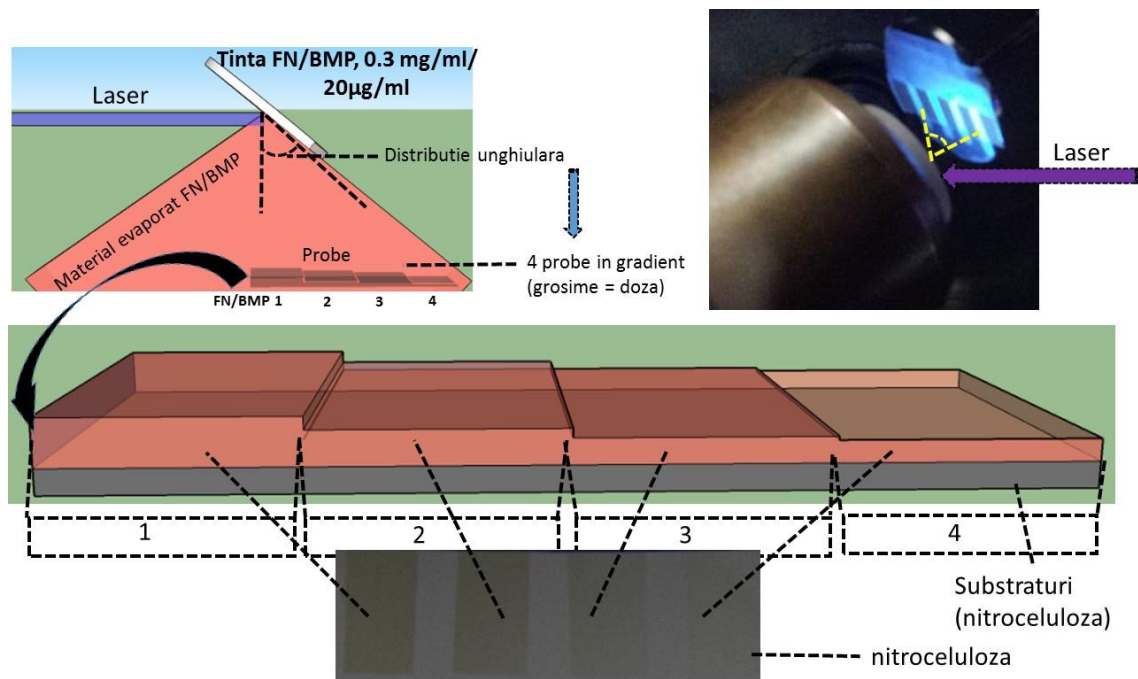 Tinta FN/BMP, 0.3 mg/ml/
20µg/ml
Laser
Distributie unghiulara
Material evaporat FN/BMP
Probe
4 probe in gradient
(grosime = doza)
FN/BMP 1 2 3 4
Laser
1 2 3 4
Substraturi
(nitroceluloza)
nitroceluloza